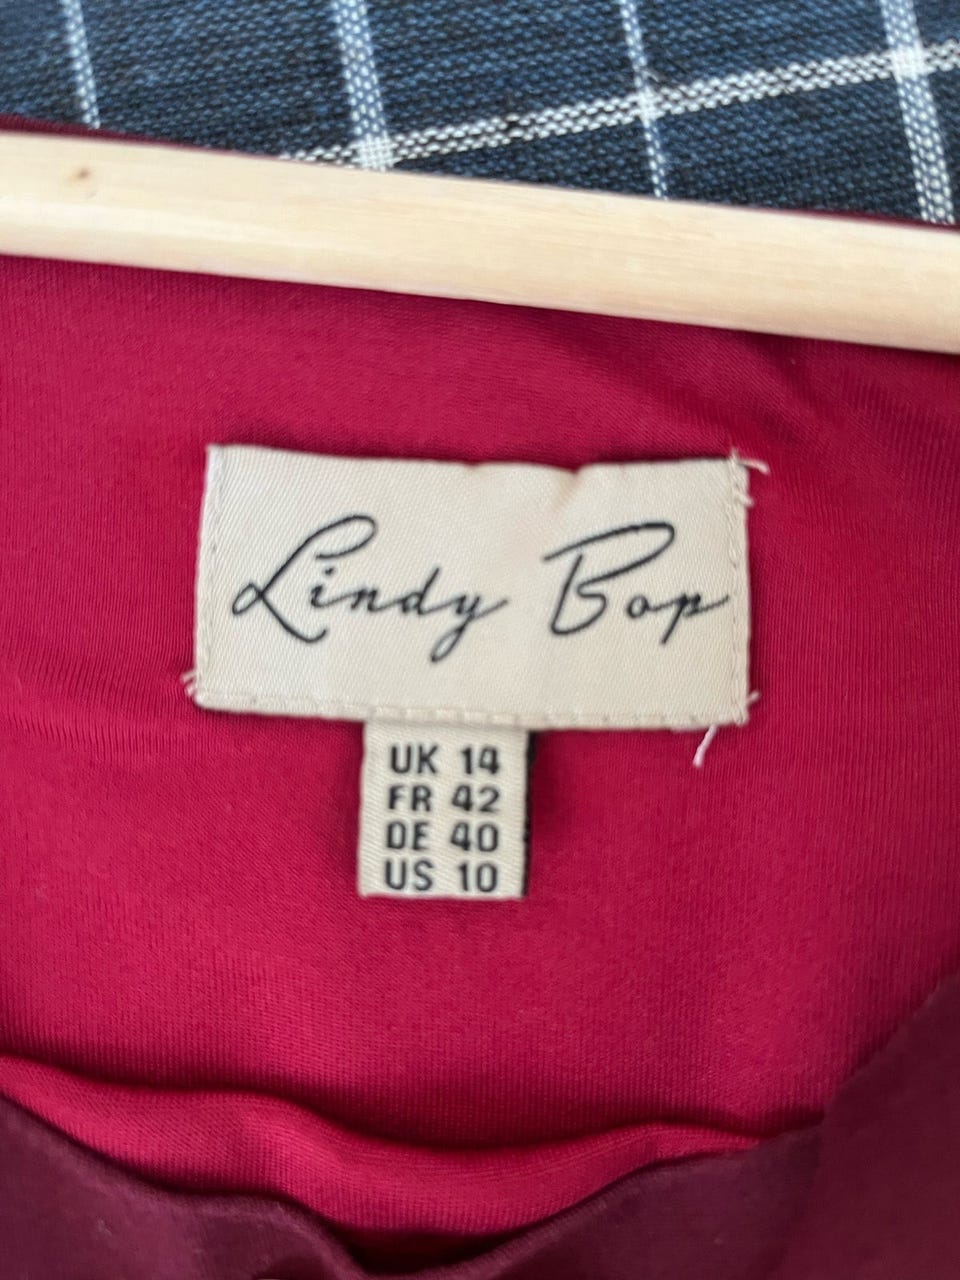 Lindy Bop
UK 14
FR 42
DE 40
US 10